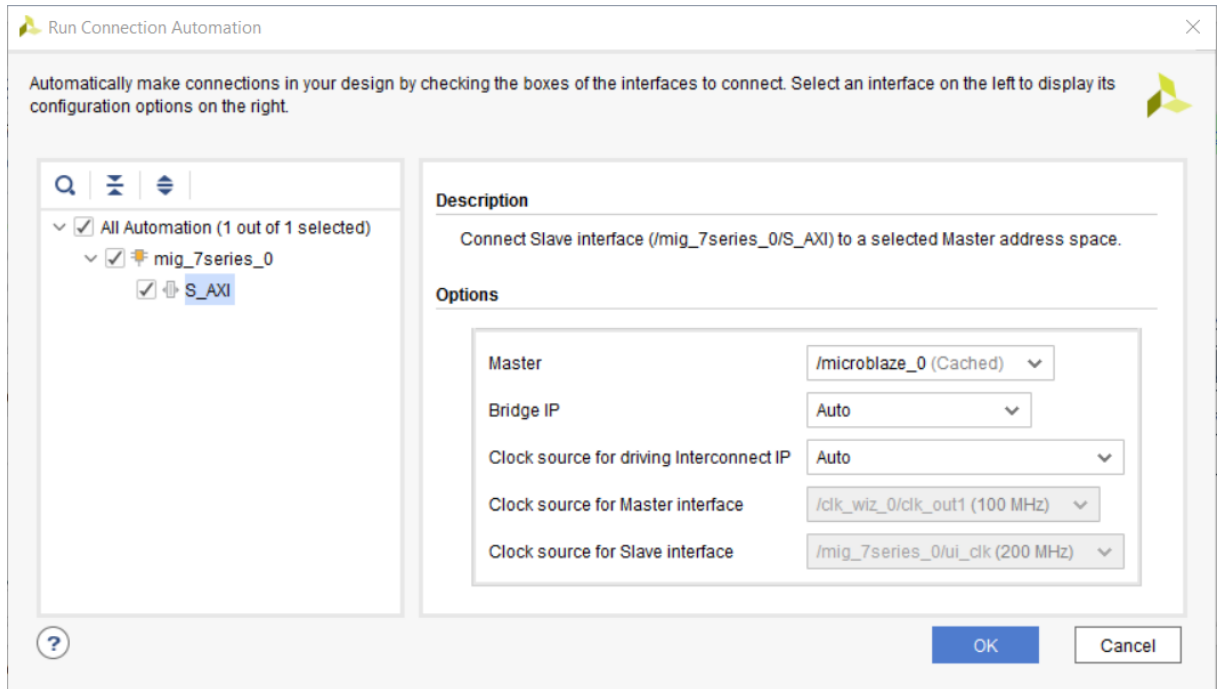 Run Connection Automation
Automatically make connections in your design by checking the boxes of the interfaces to connect. Select an interface on the left to display its
configuration options on the right.
All Automation (1 out of 1 selected)
mig_7series_0
S_AXI
Description
Connect Slave interface (/mig_7series_0/S_AXI) to a selected Master address space.
Options
Master /microblaze_0 (Cached)
Bridge IP Auto
Clock source for driving Interconnect IP Auto
Clock source for Master interface /clk_wiz_0/clk_out1 (100 MHz)
Clock source for Slave interface /mig_7series_0/ui_clk (200 MHz)
? OK Cancel